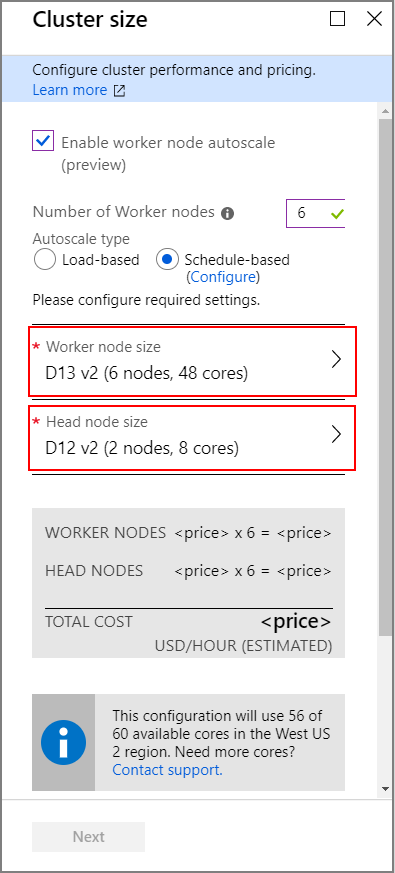 Cluster size
Configure cluster performance and pricing.
Learn more
Enable worker node autoscale
(preview)
Number of Worker nodes 6
Autoscale type
Load-based Schedule-based
(Configure)
Please configure required settings.
* Worker node size
D13 v2 (6 nodes, 48 cores)
* Head node size
D12 v2 (2 nodes, 8 cores)
WORKER NODES <price> x 6 = <price>
HEAD NODES <price> x 6 = <price>
TOTAL COST <price>
USD/HOUR (ESTIMATED)
This configuration will use 56 of
60 available cores in the West US
2 region. Need more cores?
Contact support.
Next